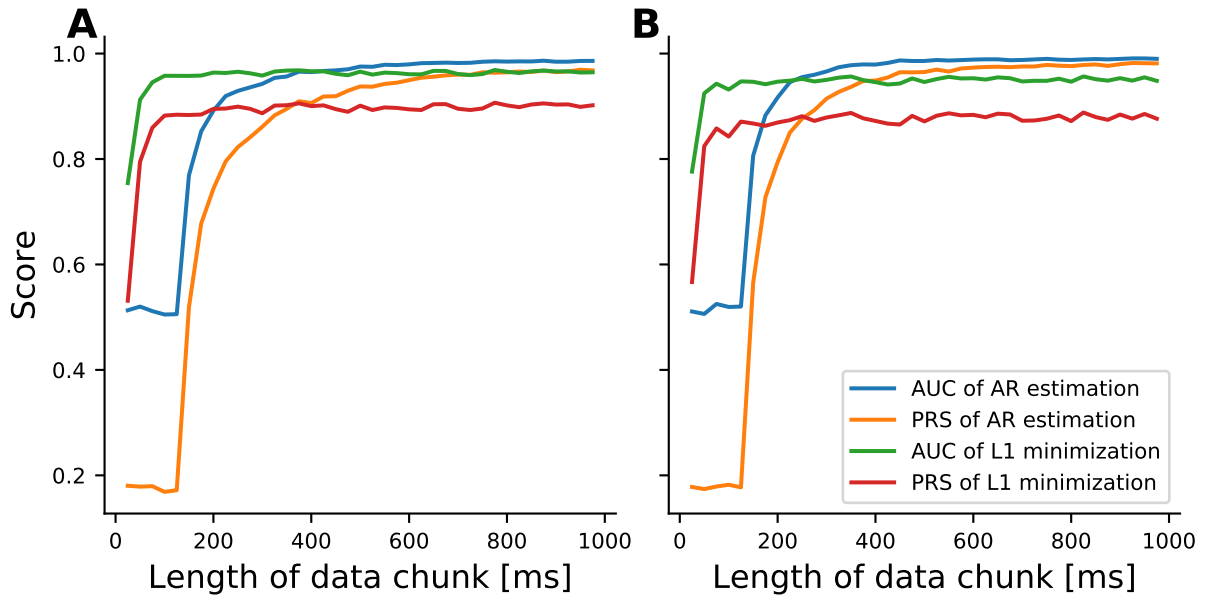 A
B
1.0
0.8
0.6
0.4
0.2
Score
0 200 400 600 800 1000
0 200 400 600 800 1000
Length of data chunk [ms]
Length of data chunk [ms]
AUC of AR estimation
PRS of AR estimation
AUC of L1 minimization
PRS of L1 minimization